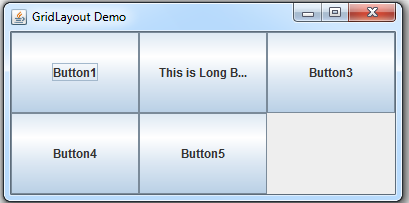 GridLayout Demo
Button1
This is Long B...
Button3
Button4
Button5